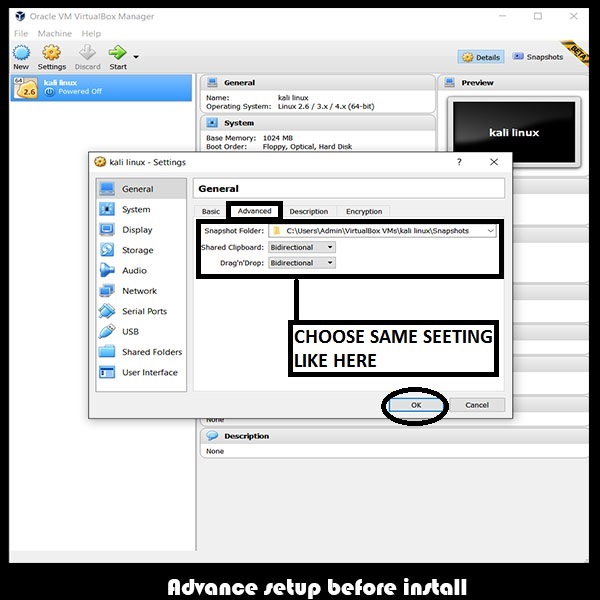 Oracle VM VirtualBox Manager
File Machine Help
New Settings Discard Start
Details Snapshots
BETA
64
2.6
kali linux
Powered Off
General
Name: kali linux
Operating System: Linux 2.6 / 3.x / 4.x (64-bit)
System
Base Memory: 1024 MB
Boot Order: Floppy, Optical, Hard Disk
Preview
kali linux
kali linux - Settings
?
General
System
Display
Storage
Audio
Network
Serial Ports
USB
Shared Folders
User Interface
General
Basic Advanced Description Encryption
Snapshot Folder: C:\Users\Admin\VirtualBox VMs\kali linux\Snapshots
Shared Clipboard: Bidirectional
Drag'n'Drop: Bidirectional
CHOOSE SAME SEETING
LIKE HERE
OK Cancel
None
Description
None
Advance setup before install